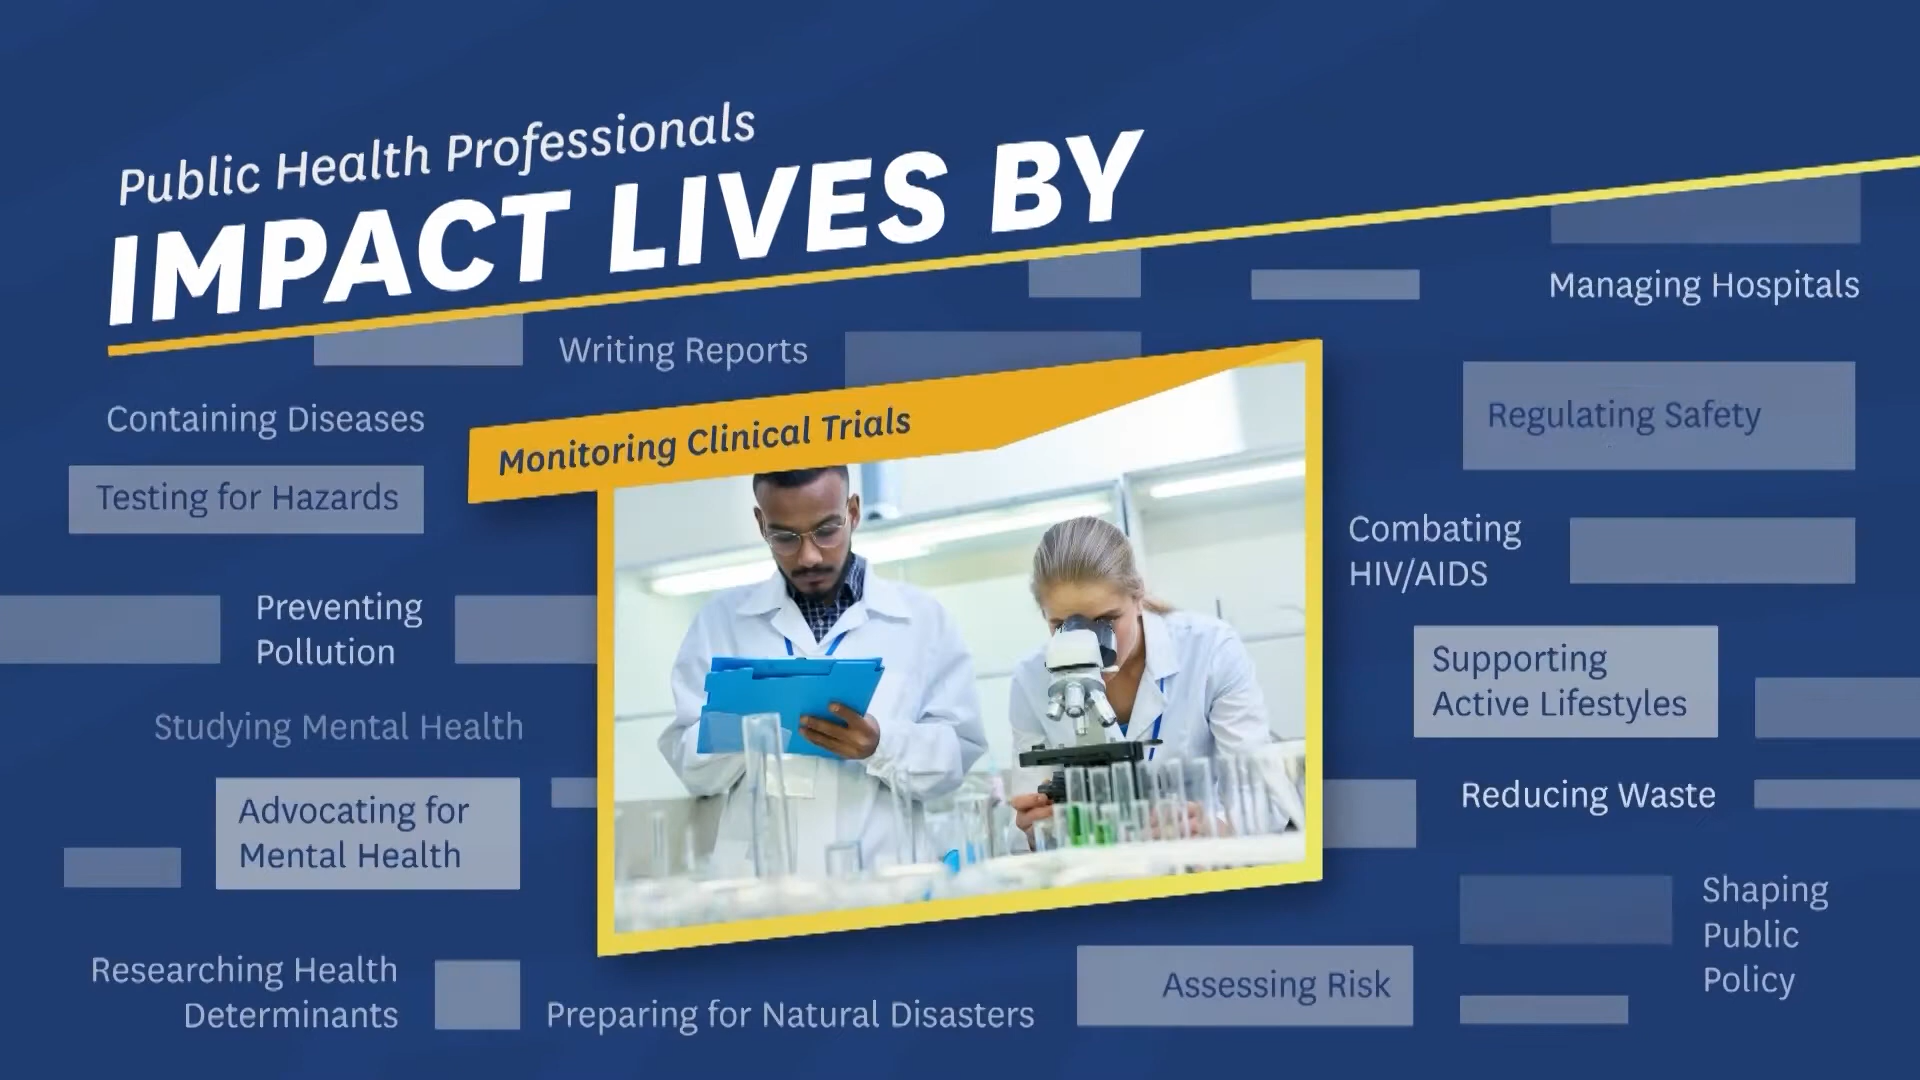 Public Health Professionals
IMPACT LIVES BY
Managing Hospitals
Writing Reports
Containing Diseases
Monitoring Clinical Trials
Regulating Safety
Testing for Hazards
Combating
HIV/AIDS
Preventing
Pollution
Supporting
Active Lifestyles
Studying Mental Health
Reducing Waste
Advocating for
Mental Health
Shaping
Public
Policy
Researching Health
Determinants
Preparing for Natural Disasters
Assessing Risk